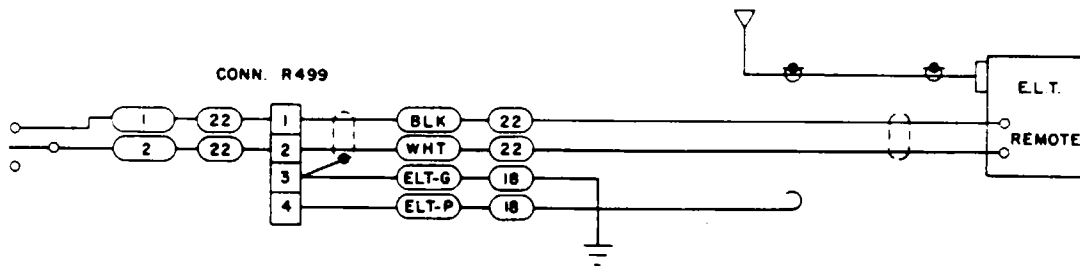 CONN. R499
E.L.T.
1 22 1 BLK 22
2 22 2 WHT 22
REMOTE
3 ELT-G 18
4 ELT-P 18